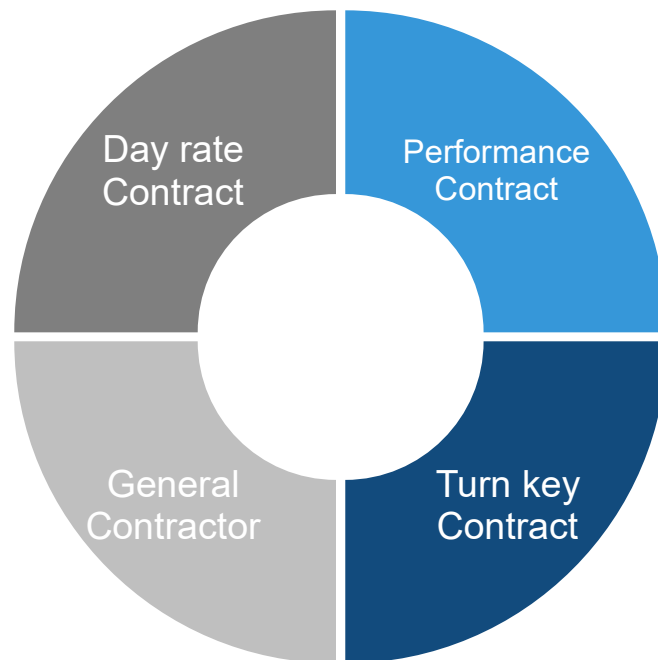 Day rate
Contract
Performance
Contract
General
Contractor
Turn key
Contract